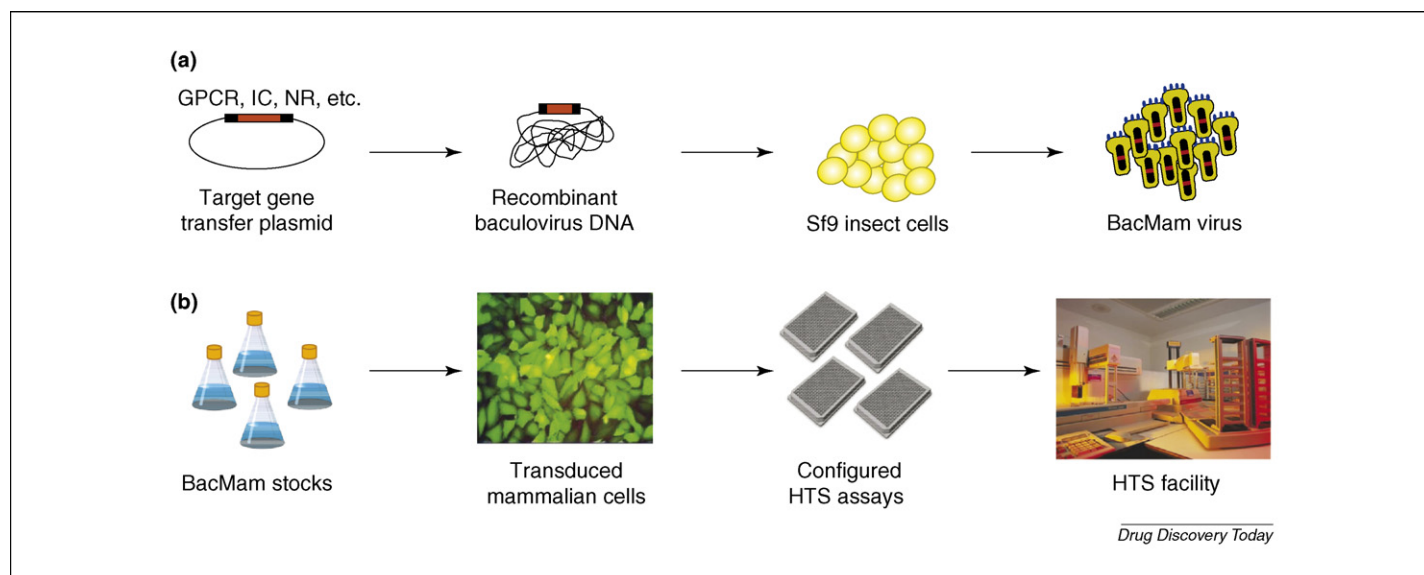 (a)
GPCR, IC, NR, etc.
Target gene
transfer plasmid
Recombinant
baculovirus DNA
Sf9 insect cells
BacMam virus
(b)
BacMam stocks
Transduced
mammalian cells
Configured
HTS assays
HTS facility
Drug Discovery Today